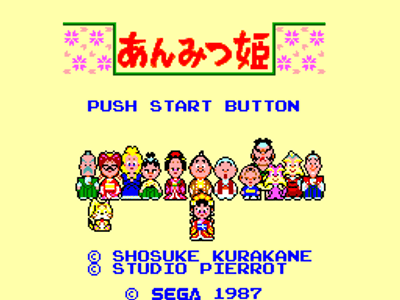 あんみつ姫
PUSH START BUTTON
© SHOSUKE KURAKANE
© STUDIO PIERROT
© SEGA 1987